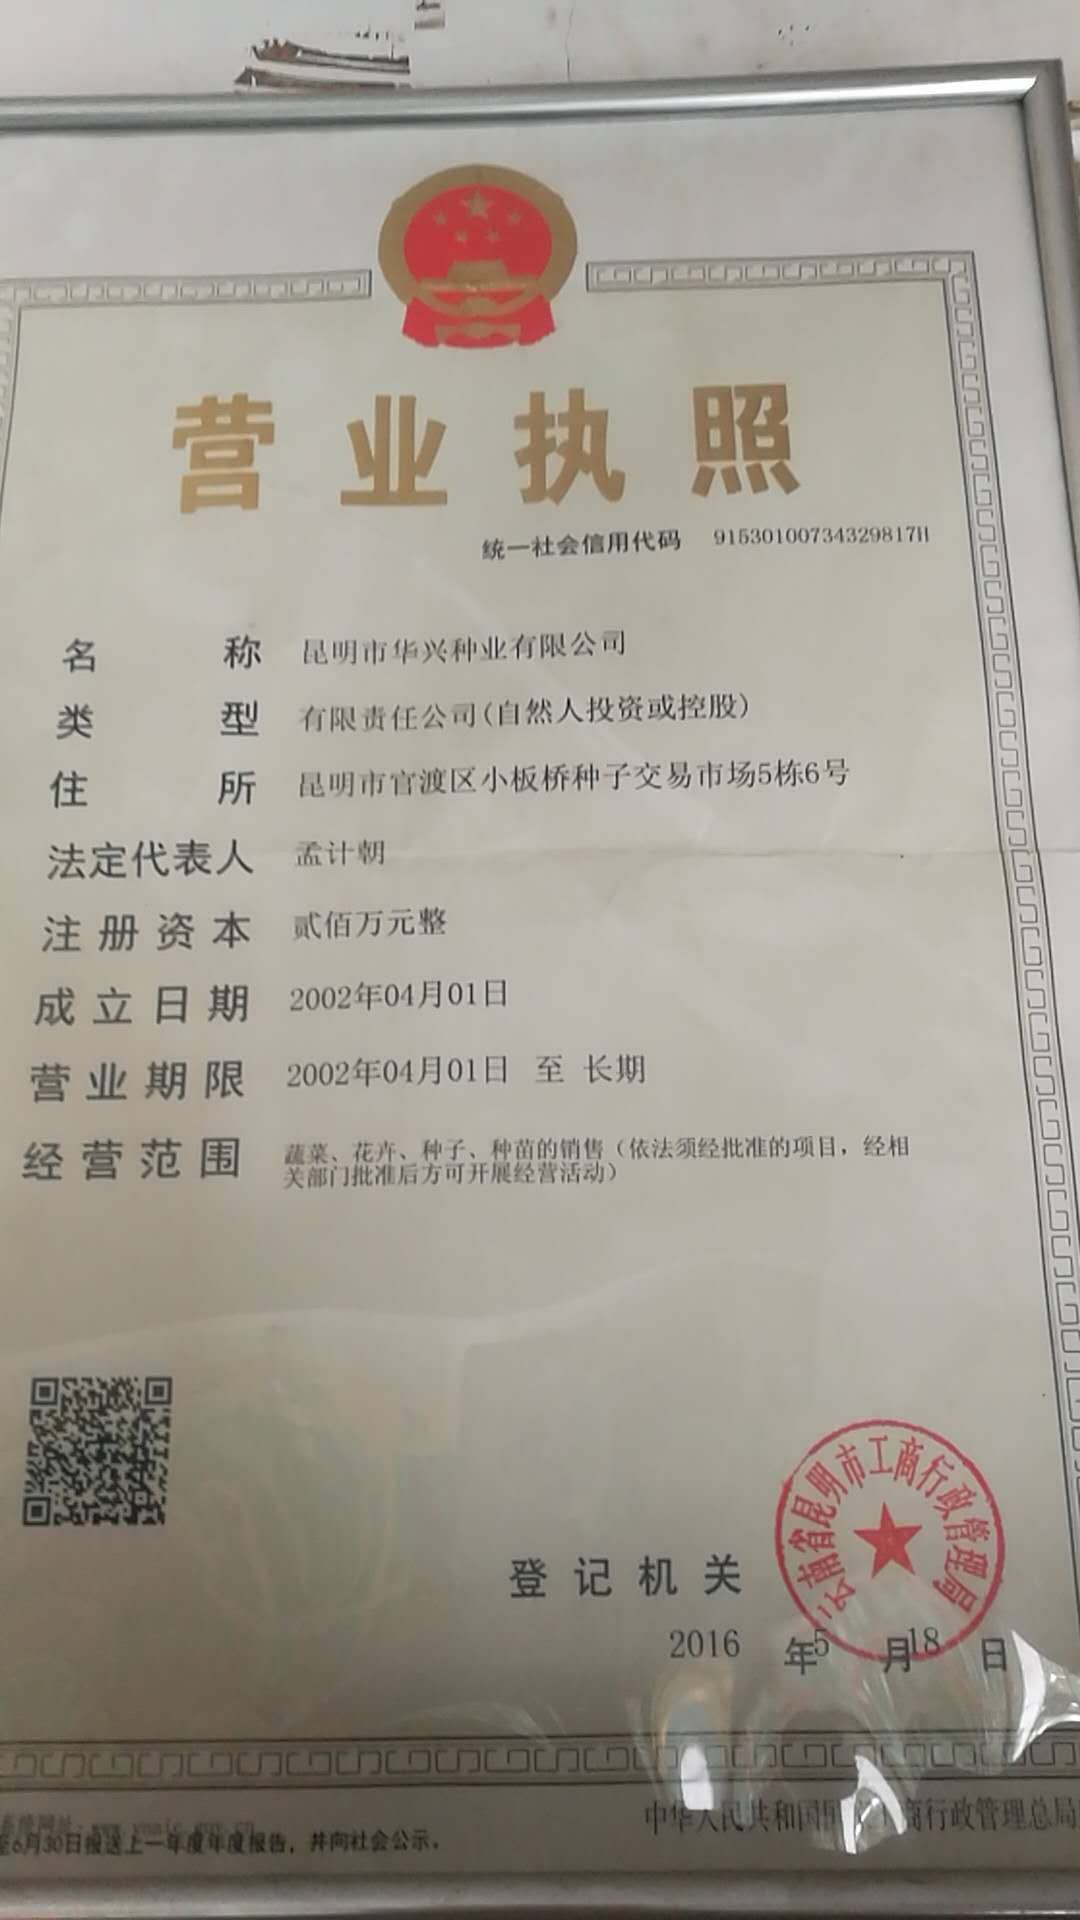 营业执照
统一社会信用代码 91530100734329817H
名称 昆明市华兴种业有限公司
类型 有限责任公司(自然人投资或控股)
住所 昆明市官渡区小板桥种子交易市场5栋6号
法定代表人 孟计朝
注册资本 贰佰万元整
成立日期 2002年04月01日
营业期限 2002年04月01日 至 长期
经营范围 蔬菜、花卉、种子、种苗的销售（依法须经批准的项目，经相
关部门批准后方可开展经营活动）
云南省昆明市工商行政管理局
登记机关
2016年5月18日
至6月30日报送上一年度年度报告，并向社会公示。
中华人民共和国国 商行政管理总局